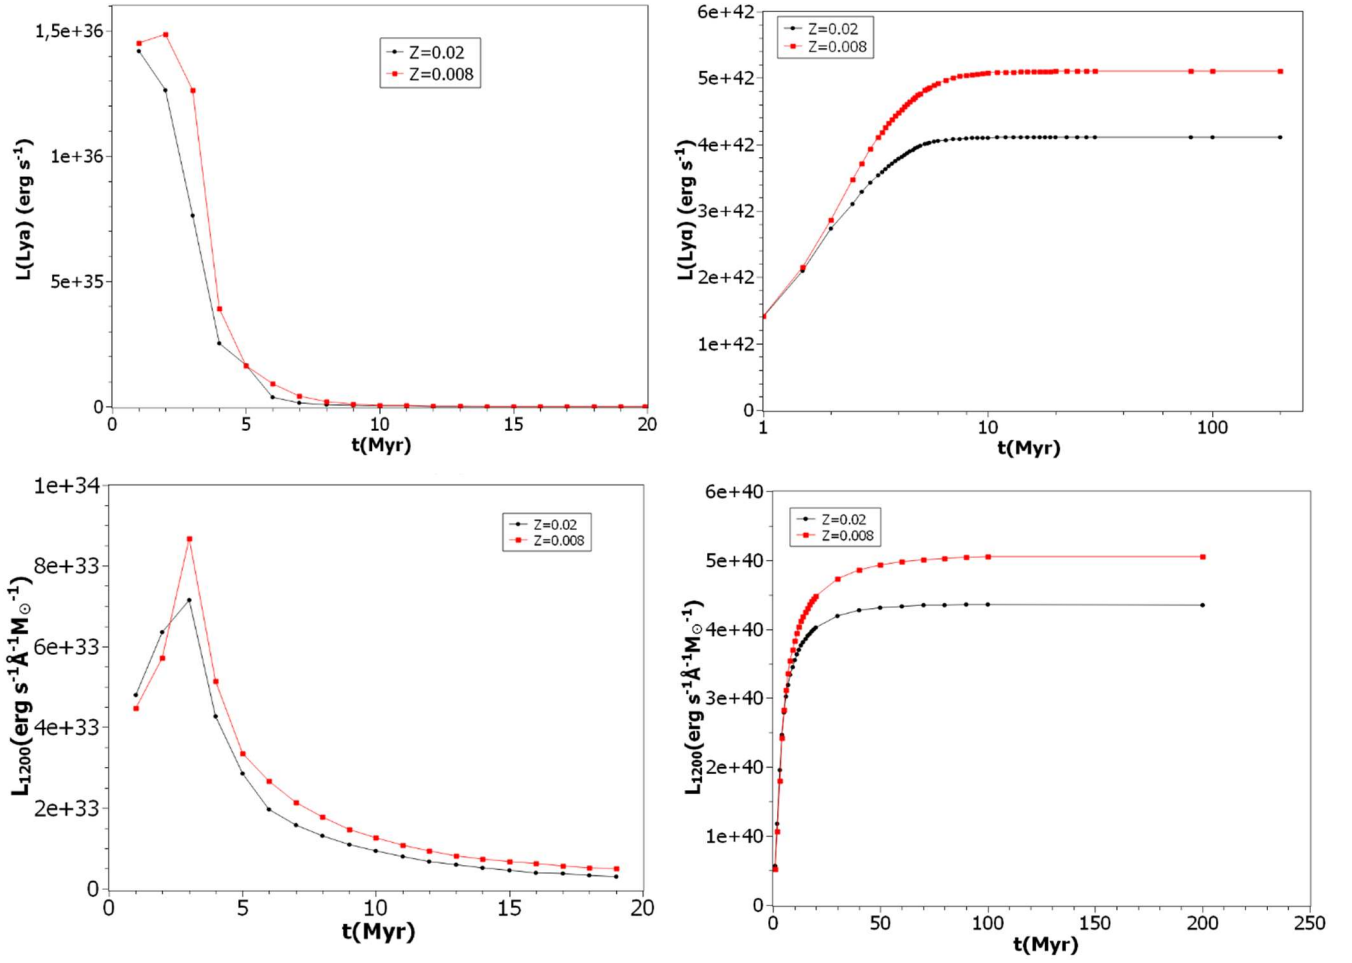 1,5e+36
1e+36
5e+35
0
L(Lya) (erg s⁻¹)
Z=0.02
Z=0.008
0 5 10 15 20
t(Myr)
6e+42
5e+42
4e+42
3e+42
2e+42
1e+42
0
L(Lyα) (erg s⁻¹)
Z=0.02
Z=0.008
1 10 100
t(Myr)
1e+34
8e+33
6e+33
4e+33
2e+33
0
L₁₂₀₀(erg s⁻¹Å⁻¹M☉⁻¹)
Z=0.02
Z=0.008
0 5 10 15 20
t(Myr)
6e+40
5e+40
4e+40
3e+40
2e+40
1e+40
0
L₁₂₀₀(erg s⁻¹Å⁻¹M☉⁻¹)
Z=0.02
Z=0.008
0 50 100 150 200 250
t(Myr)